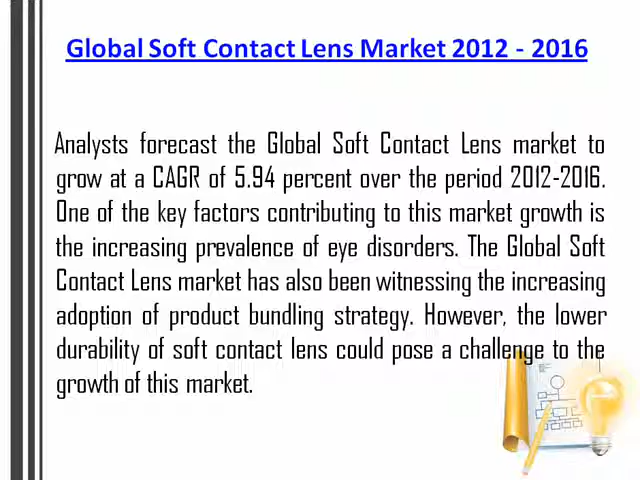 Global Soft Contact Lens Market 2012 - 2016
Analysts forecast the Global Soft Contact Lens market to
grow at a CAGR of 5.94 percent over the period 2012-2016.
One of the key factors contributing to this market growth is
the increasing prevalence of eye disorders. The Global Soft
Contact Lens market has also been witnessing the increasing
adoption of product bundling strategy. However, the lower
durability of soft contact lens could pose a challenge to the
growth of this market.